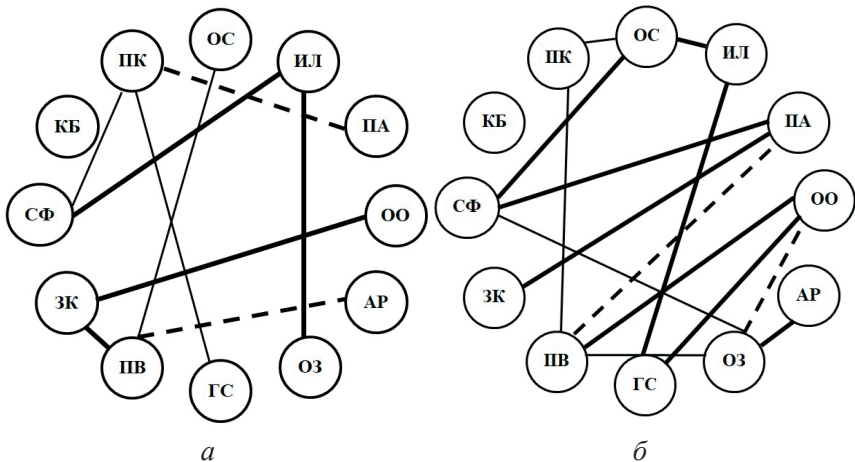 ОС
ПК
ИЛ
КБ
ПА
СФ
ОО
ЗК
АР
ПВ
ГС
ОЗ
а
ОС
ПК
ИЛ
КБ
ПА
СФ
ОО
ЗК
АР
ПВ
ГС
ОЗ
б